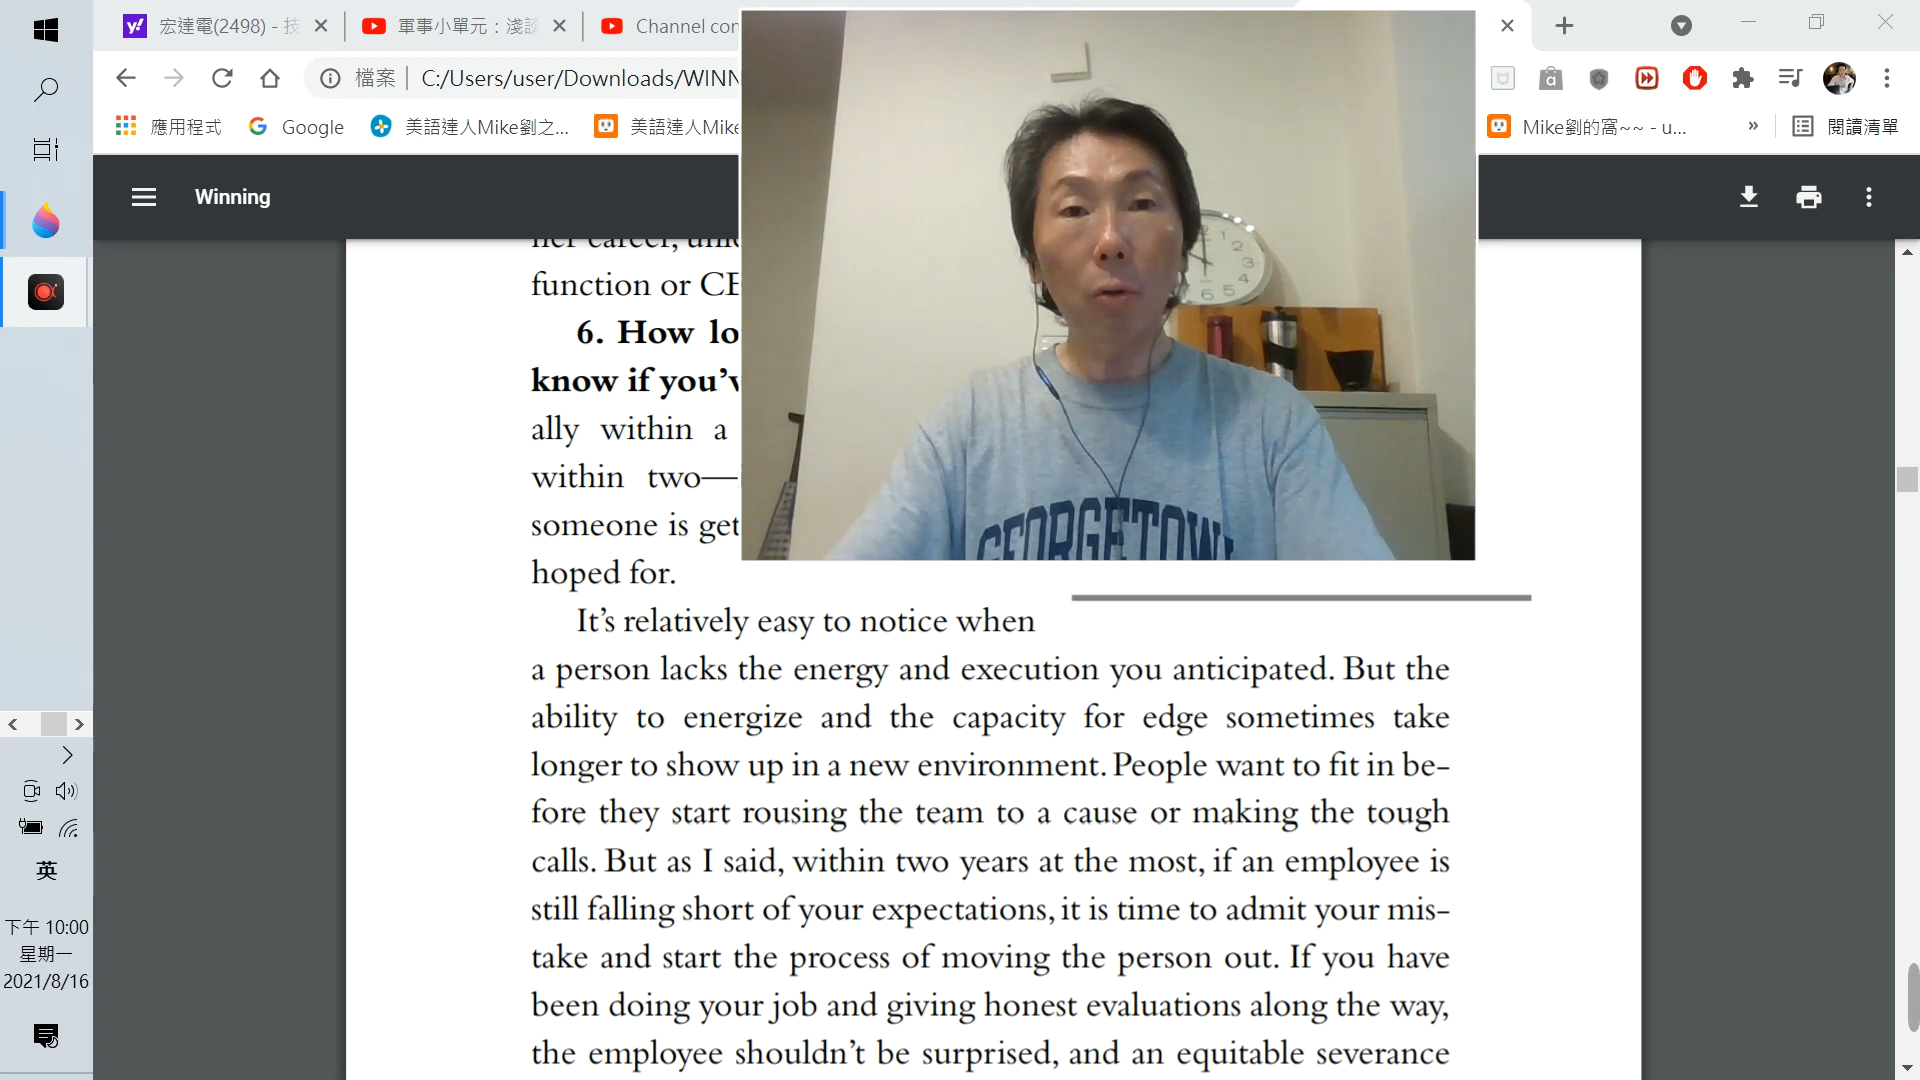 宏達電(2498) - 技
軍事小單元：淺談
Channel con
檔案
C:/Users/user/Downloads/WINN
應用程式
Google
美語達人Mike劉之...
美語達人Mike
Mike劉的窩~~ - u...
»
閱讀清單
Winning
function or CE
6. How lo
know if you’v
ally within a
within two—
someone is get
hoped for.
It’s relatively easy to notice when
a person lacks the energy and execution you anticipated. But the
ability to energize and the capacity for edge sometimes take
longer to show up in a new environment. People want to fit in be-
fore they start rousing the team to a cause or making the tough
calls. But as I said, within two years at the most, if an employee is
still falling short of your expectations, it is time to admit your mis-
take and start the process of moving the person out. If you have
been doing your job and giving honest evaluations along the way,
the employee shouldn’t be surprised, and an equitable severance
GEORGETOWN
1
2
3
4
5
6
英
下午 10:00
星期一
2021/8/16